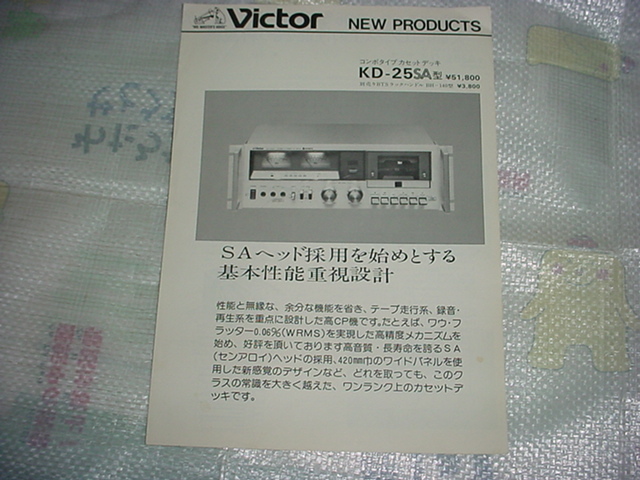 Victor NEW PRODUCTS
コンポタイプカセットデッキ
KD-25SA型 ¥51,800
¥3,800
SAヘッド採用を始めとする
基本性能重視設計
性能と無縁な、余分な機能を省き、テープ走行系、録音・
再生系を重点に設計した高CP機です。たとえば、ワウ・フ
ラッター0.06%(WRMS)を実現した高精度メカニズムを
始め、好評を頂いております高音質・長寿命を誇るSA
(センアロイ)ヘッドの採用、420mm巾のワイドパネルを使
用した新感覚のデザインなど、どれを取っても、このク
ラスの常識を大きく越えた、ワンランク上のカセットデ
ッキです。